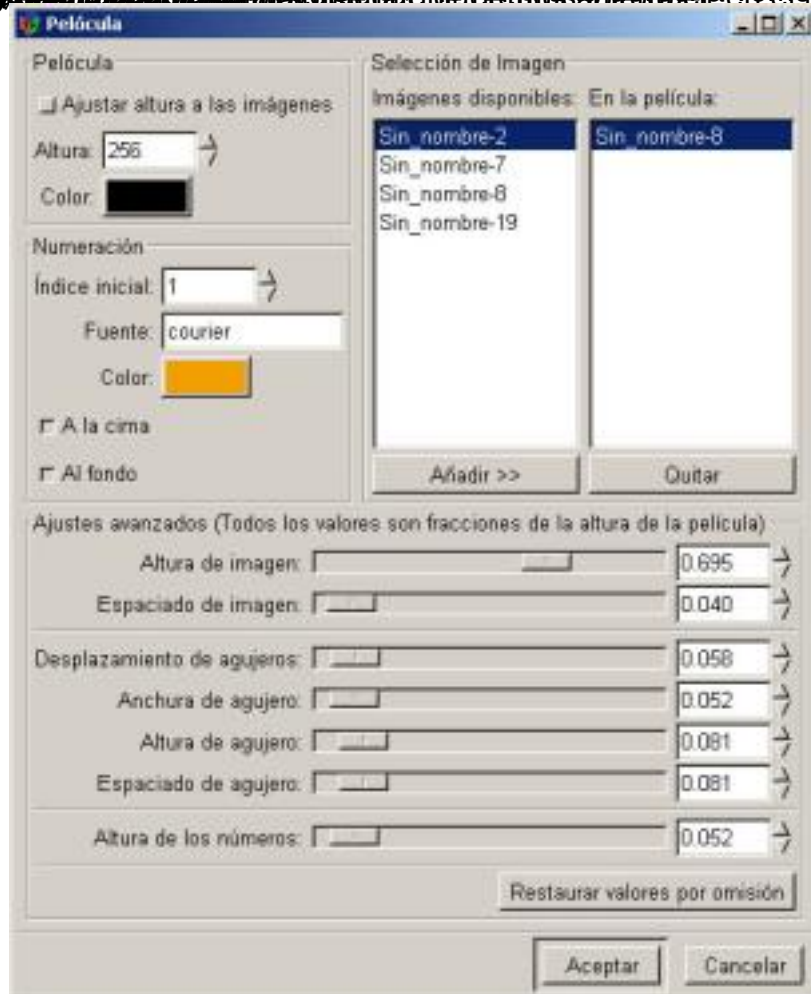 Pelócula
Pelócula
Ajustar altura a las imágenes
Altura: 256
Color:
Numeración
Índice inicial: 1
Fuente: courier
Color:
A la cima
Al fondo
Selección de Imagen
Imágenes disponibles: En la película:
Sin_nombre-2
Sin_nombre-7
Sin_nombre-8
Sin_nombre-19
Sin_nombre-8
Añadir >>
Quitar
Ajustes avanzados (Todos los valores son fracciones de la altura de la película)
Altura de imagen: 0.695
Espaciado de imagen: 0.040
Desplazamiento de agujeros: 0.058
Anchura de agujero: 0.052
Altura de agujero: 0.081
Espaciado de agujero: 0.081
Altura de los números: 0.052
Restaurar valores por omisión
Aceptar
Cancelar